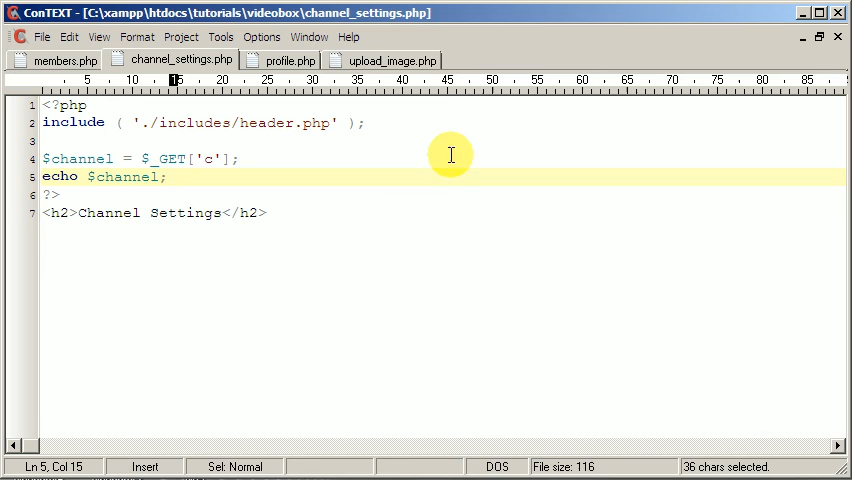 ConTEXT - [C:\xampp\htdocs\tutorials\videobox\channel_settings.php]
File Edit View Format Project Tools Options Window Help
members.php channel_settings.php profile.php upload_image.php
5 10 15 20 25 30 35 40 45 50 55 60 65 70 75 80 85
1 <?php
2 include ( './includes/header.php' );
3
4 $channel = $_GET['c'];
5 echo $channel;
6 ?>
7 <h2>Channel Settings</h2>
Ln 5, Col 15 Insert Sel: Normal DOS File size: 116 36 chars selected.